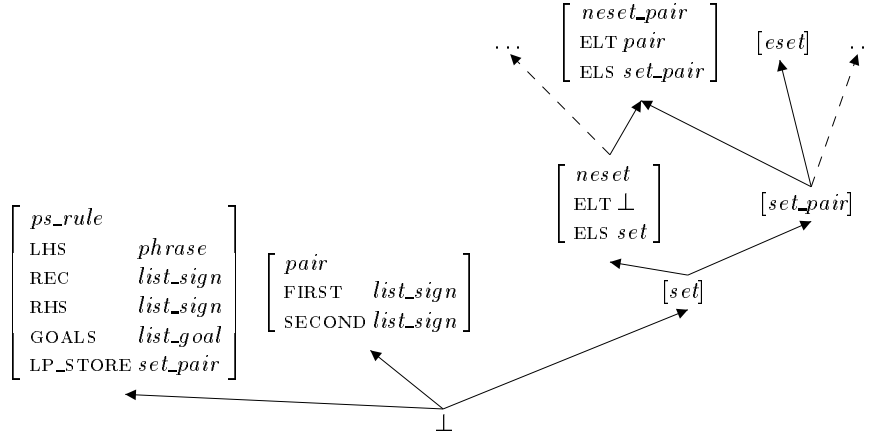 neset_pair
ELT pair
ELS set_pair
...
[eset]
..
neset
ELT ⊥
ELS set
[set_pair]
ps_rule
LHS phrase
REC list_sign
RHS list_sign
GOALS list_goal
LP_STORE set_pair
pair
FIRST list_sign
SECOND list_sign
[set]
⊥